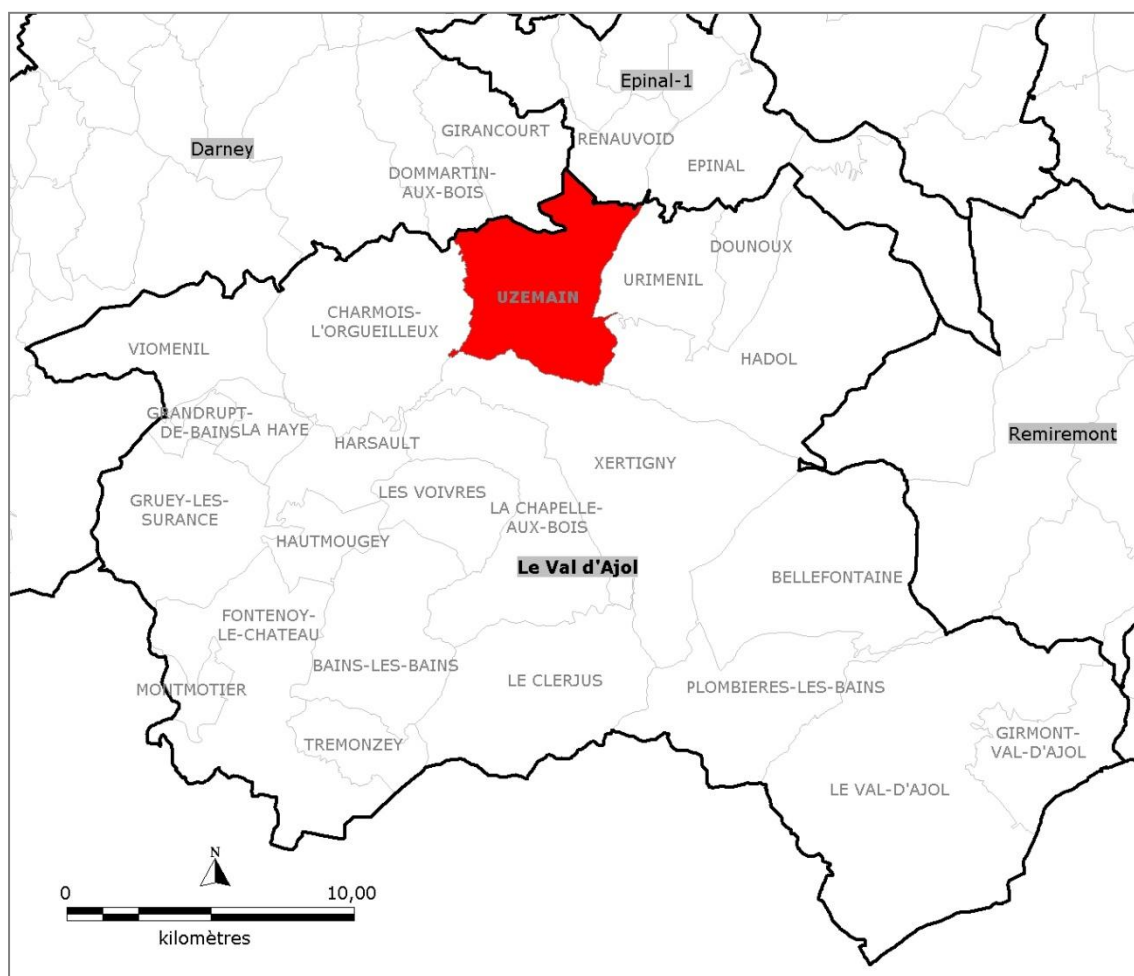 Epinal-1
GIRANCOURT
RENAUVOID
Darney
EPINAL
DOMMARTIN-
AUX-BOIS
DOUNOUX
URIMENIL
UZEMAIN
CHARMOIS-
L'ORGUEILLEUX
VIOMENIL
HADOL
GRANDRUPT-
DE-BAINS
LA HAYE
HARSAULT
Remiremont
XERTIGNY
LES VOIVRES
GRUEY-LES-
SURANCE
LA CHAPELLE-
AUX-BOIS
HAUTMOUGEY
Le Val d'Ajol
BELLEFONTAINE
FONTENOY-
LE-CHATEAU
BAINS-LES-BAINS
LE CLERJUS
MONTMOTIER
PLOMBIERES-LES-BAINS
TREMONZEY
GIRMONT-
VAL-D'AJOL
LE VAL-D'AJOL
N
0 10,00
kilomètres